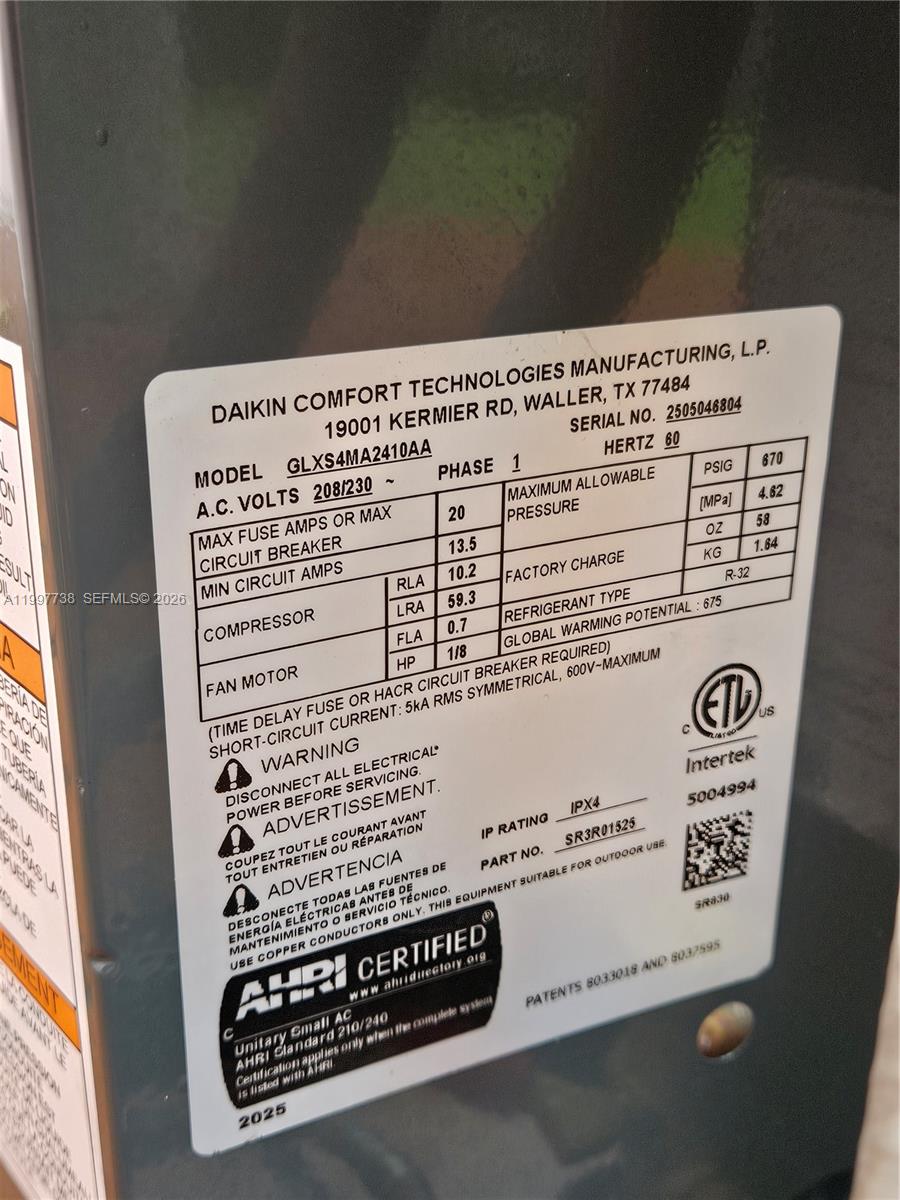 DAIKIN COMFORT TECHNOLOGIES MANUFACTURING, L.P.
19001 KERMIER RD, WALLER, TX 77484
SERIAL NO. 2505046804
MODEL GLXS4MA2410AA
HERTZ 60
A.C. VOLTS 208/230 ~ PHASE 1
MAX FUSE AMPS OR MAX CIRCUIT BREAKER 20
MIN CIRCUIT AMPS 13.5
COMPRESSOR RLA 10.2
LRA 59.3
FAN MOTOR FLA 0.7
HP 1/8
MAXIMUM ALLOWABLE PRESSURE PSIG 670
[MPa] 4.62
FACTORY CHARGE OZ 58
KG 1.64
REFRIGERANT TYPE R-32
GLOBAL WARMING POTENTIAL : 675
(TIME DELAY FUSE OR HACR CIRCUIT BREAKER REQUIRED)
SHORT-CIRCUIT CURRENT: 5kA RMS SYMMETRICAL, 600V~MAXIMUM
WARNING
DISCONNECT ALL ELECTRICAL
POWER BEFORE SERVICING.
ADVERTISSEMENT.
COUPEZ TOUT LE COURANT AVANT
TOUT ENTRETIEN OU RÉPARATION
ADVERTENCIA
DESCONECTE TODAS LAS FUENTES DE
ENERGÍA ELÉCTRICAS ANTES DE
MANTENIMIENTO O SERVICIO TÉCNICO.
USE COPPER CONDUCTORS ONLY. THIS EQUIPMENT SUITABLE FOR OUTDOOR USE.
C ETL US
LISTED
Intertek
5004994
IP RATING IPX4
PART NO. SR3R01525
SR830
AHRI CERTIFIED®
www.ahridirectory.org
C
Unitary Small AC
AHRI Standard 210/240
Certification applies only when the complete system
is listed with AHRI
PATENTS 8033018 AND 8037595
2025
A11997738 SEFMLS© 2026
RESULT
TUBERÍA